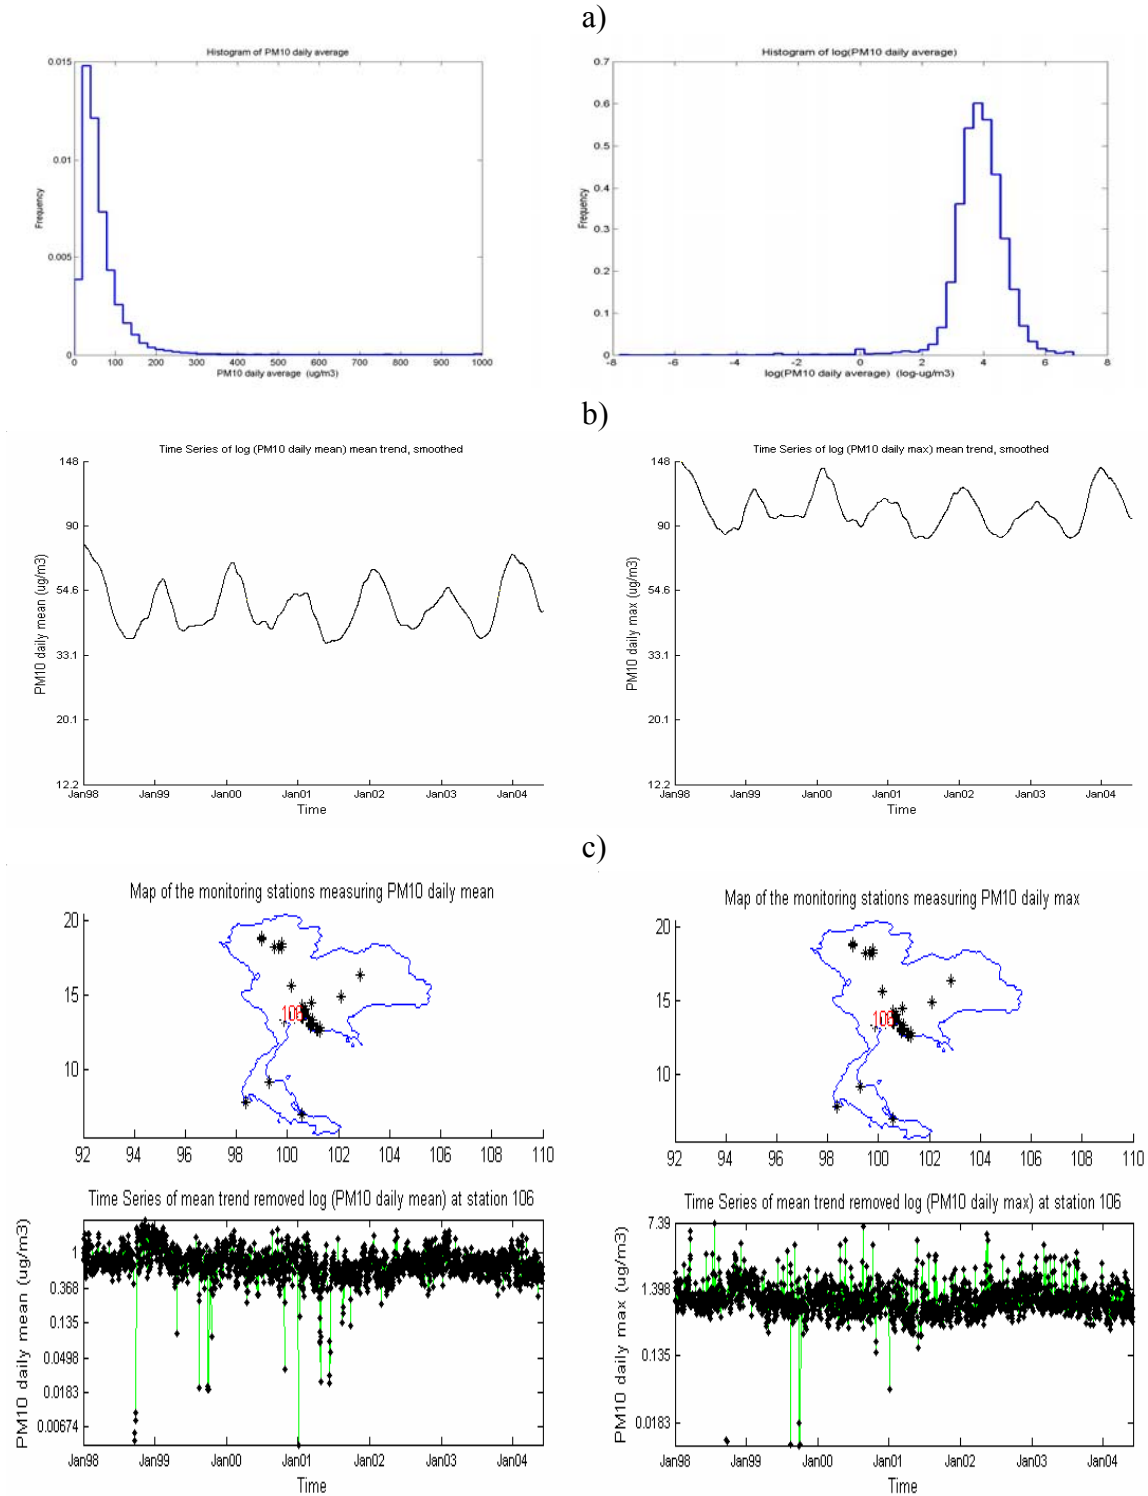 a)
Histogram of PM10 daily average
0.015
0.01
0.005
0
Frequency
0 100 200 300 400 500 600 700 800 900 1000
PM10 daily average (ug/m3)
Histogram of log(PM10 daily average)
0.7
0.6
0.5
0.4
0.3
0.2
0.1
0
Frequency
-8 -6 -4 -2 0 2 4 6 8
log(PM10 daily average) (log-ug/m3)
b)
Time Series of log (PM10 daily mean) mean trend, smoothed
148
90
54.6
33.1
20.1
12.2
PM10 daily mean (ug/m3)
Jan98 Jan99 Jan00 Jan01 Jan02 Jan03 Jan04
Time
Time Series of log (PM10 daily max) mean trend, smoothed
148
90
54.6
33.1
20.1
12.2
PM10 daily max (ug/m3)
Jan98 Jan99 Jan00 Jan01 Jan02 Jan03 Jan04
Time
c)
Map of the monitoring stations measuring PM10 daily mean
20
15
10
106
92 94 96 98 100 102 104 106 108 110
Map of the monitoring stations measuring PM10 daily max
20
15
10
106
92 94 96 98 100 102 104 106 108 110
Time Series of mean trend removed log (PM10 daily mean) at station 106
1
0.368
0.135
0.0498
0.0183
0.00674
PM10 daily mean (ug/m3)
Jan98 Jan99 Jan00 Jan01 Jan02 Jan03 Jan04
Time
Time Series of mean trend removed log (PM10 daily max) at station 106
7.39
1.398
0.135
0.0183
PM10 daily max (ug/m3)
Jan98 Jan99 Jan00 Jan01 Jan02 Jan03 Jan04
Time